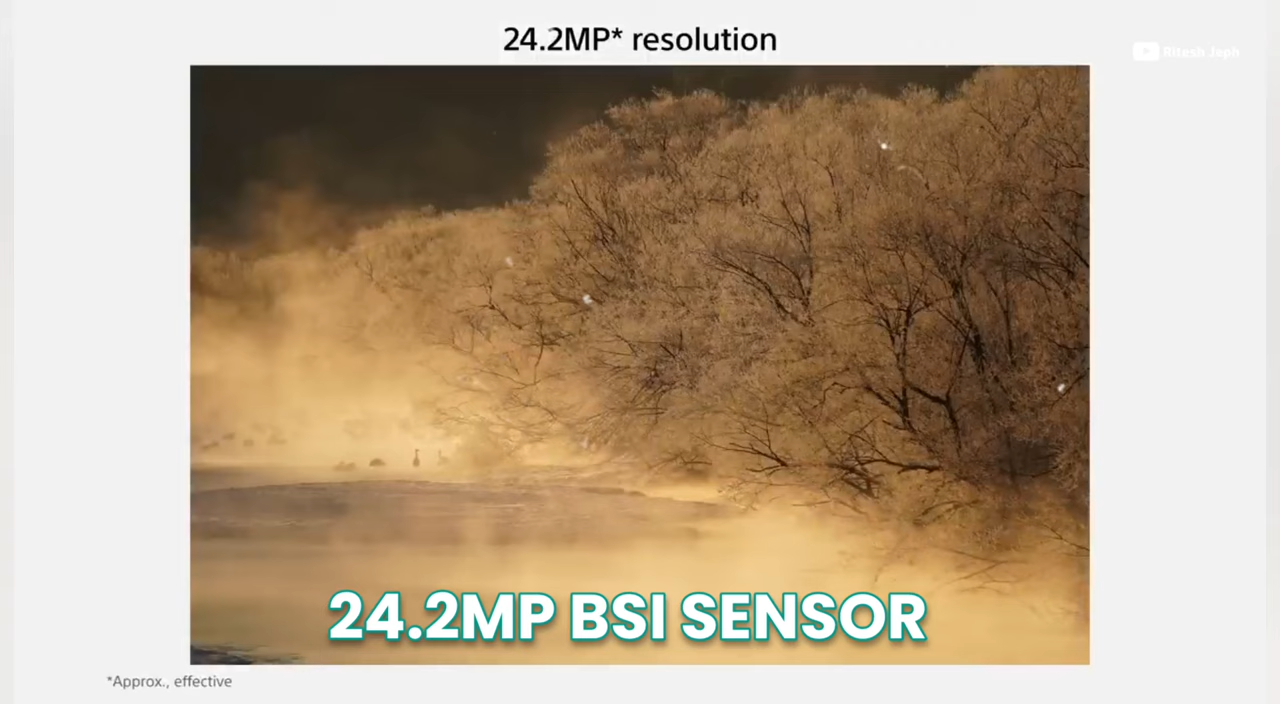 24.2MP* resolution
Ritesh Japh
24.2MP BSI SENSOR
*Approx., effective